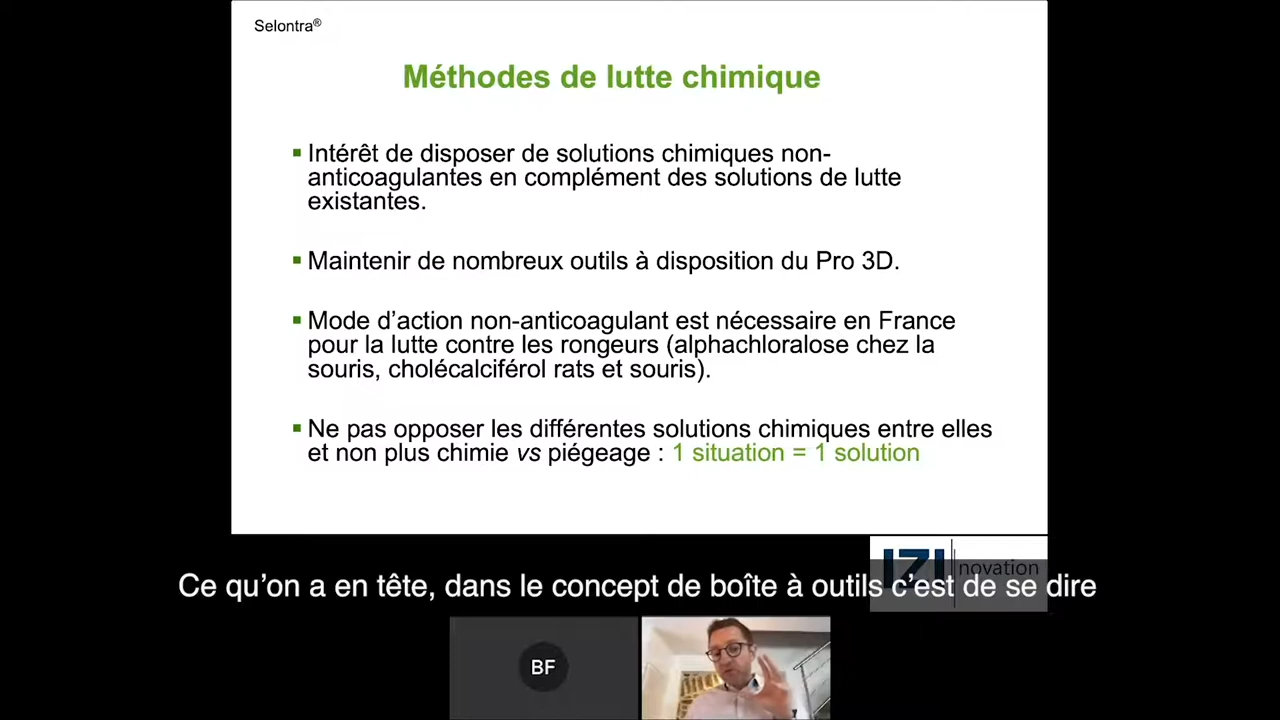 Selontra®
Méthodes de lutte chimique
Intérêt de disposer de solutions chimiques non-
anticoagulantes en complément des solutions de lutte
existantes.
Maintenir de nombreux outils à disposition du Pro 3D.
Mode d’action non-anticoagulant est nécessaire en France
pour la lutte contre les rongeurs (alphachloralose chez la
souris, cholécalciférol rats et souris).
Ne pas opposer les différentes solutions chimiques entre elles
et non plus chimie vs piégeage : 1 situation = 1 solution
IZI novation
Ce qu’on a en tête, dans le concept de boîte à outils c’est de se dire
BF